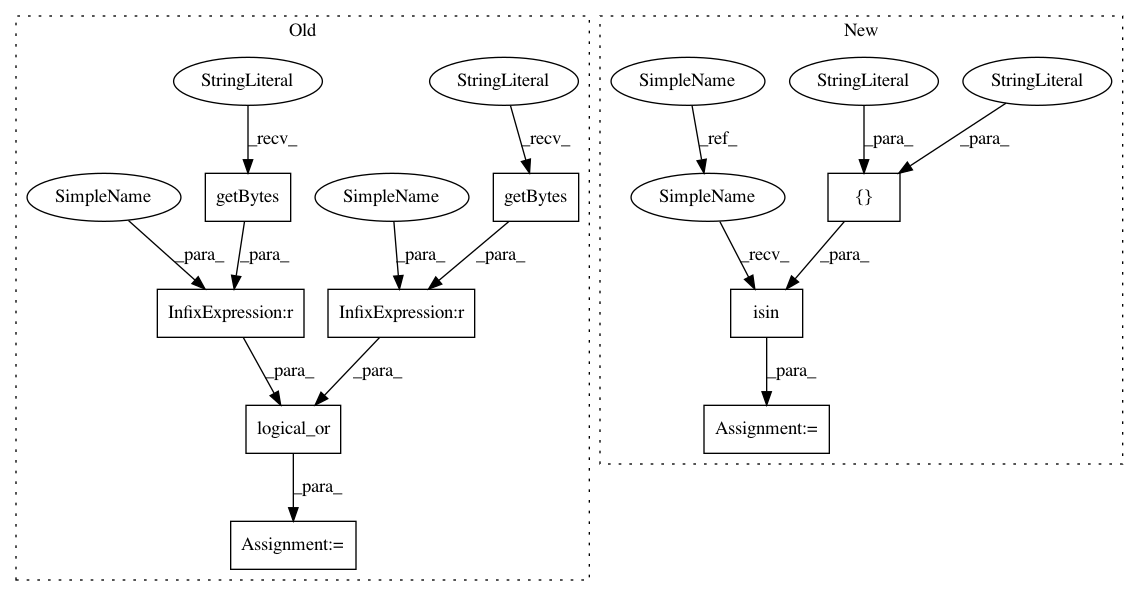 Old
New
StringLiteral
StringLiteral
SimpleName
StringLiteral
StringLiteral
_recv_
_recv_
_ref_
_para_
_para_
SimpleName
getBytes
SimpleName
getBytes
SimpleName
{}
_para_
_para_
_para_
_para_
_recv_
_para_
InfixExpression:r
InfixExpression:r
isin
_para_
_para_
_para_
logical_or
Assignment:=
_para_
Assignment:=